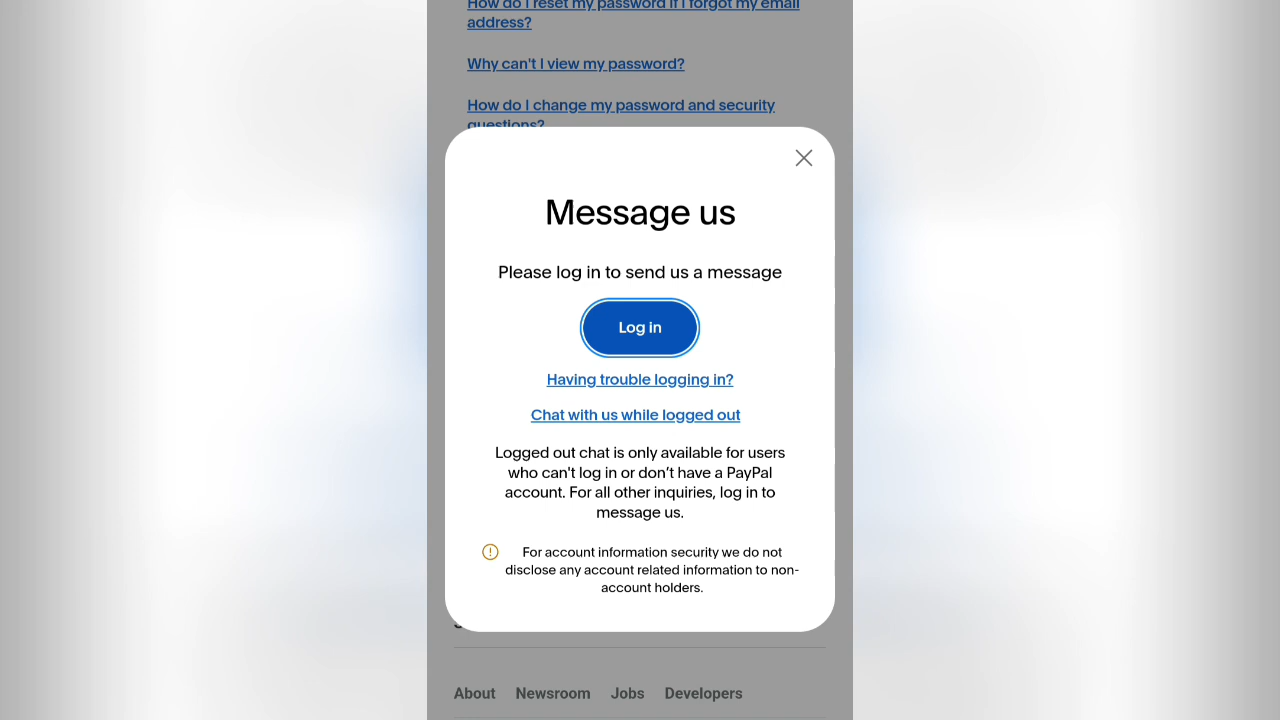 How do I reset my password if I forgot my email
address?
Why can't I view my password?
How do I change my password and security
questions?
Message us
Please log in to send us a message
Log in
Having trouble logging in?
Chat with us while logged out
Logged out chat is only available for users
who can't log in or don’t have a PayPal
account. For all other inquiries, log in to
message us.
For account information security we do not
disclose any account related information to non-
account holders.
About Newsroom Jobs Developers